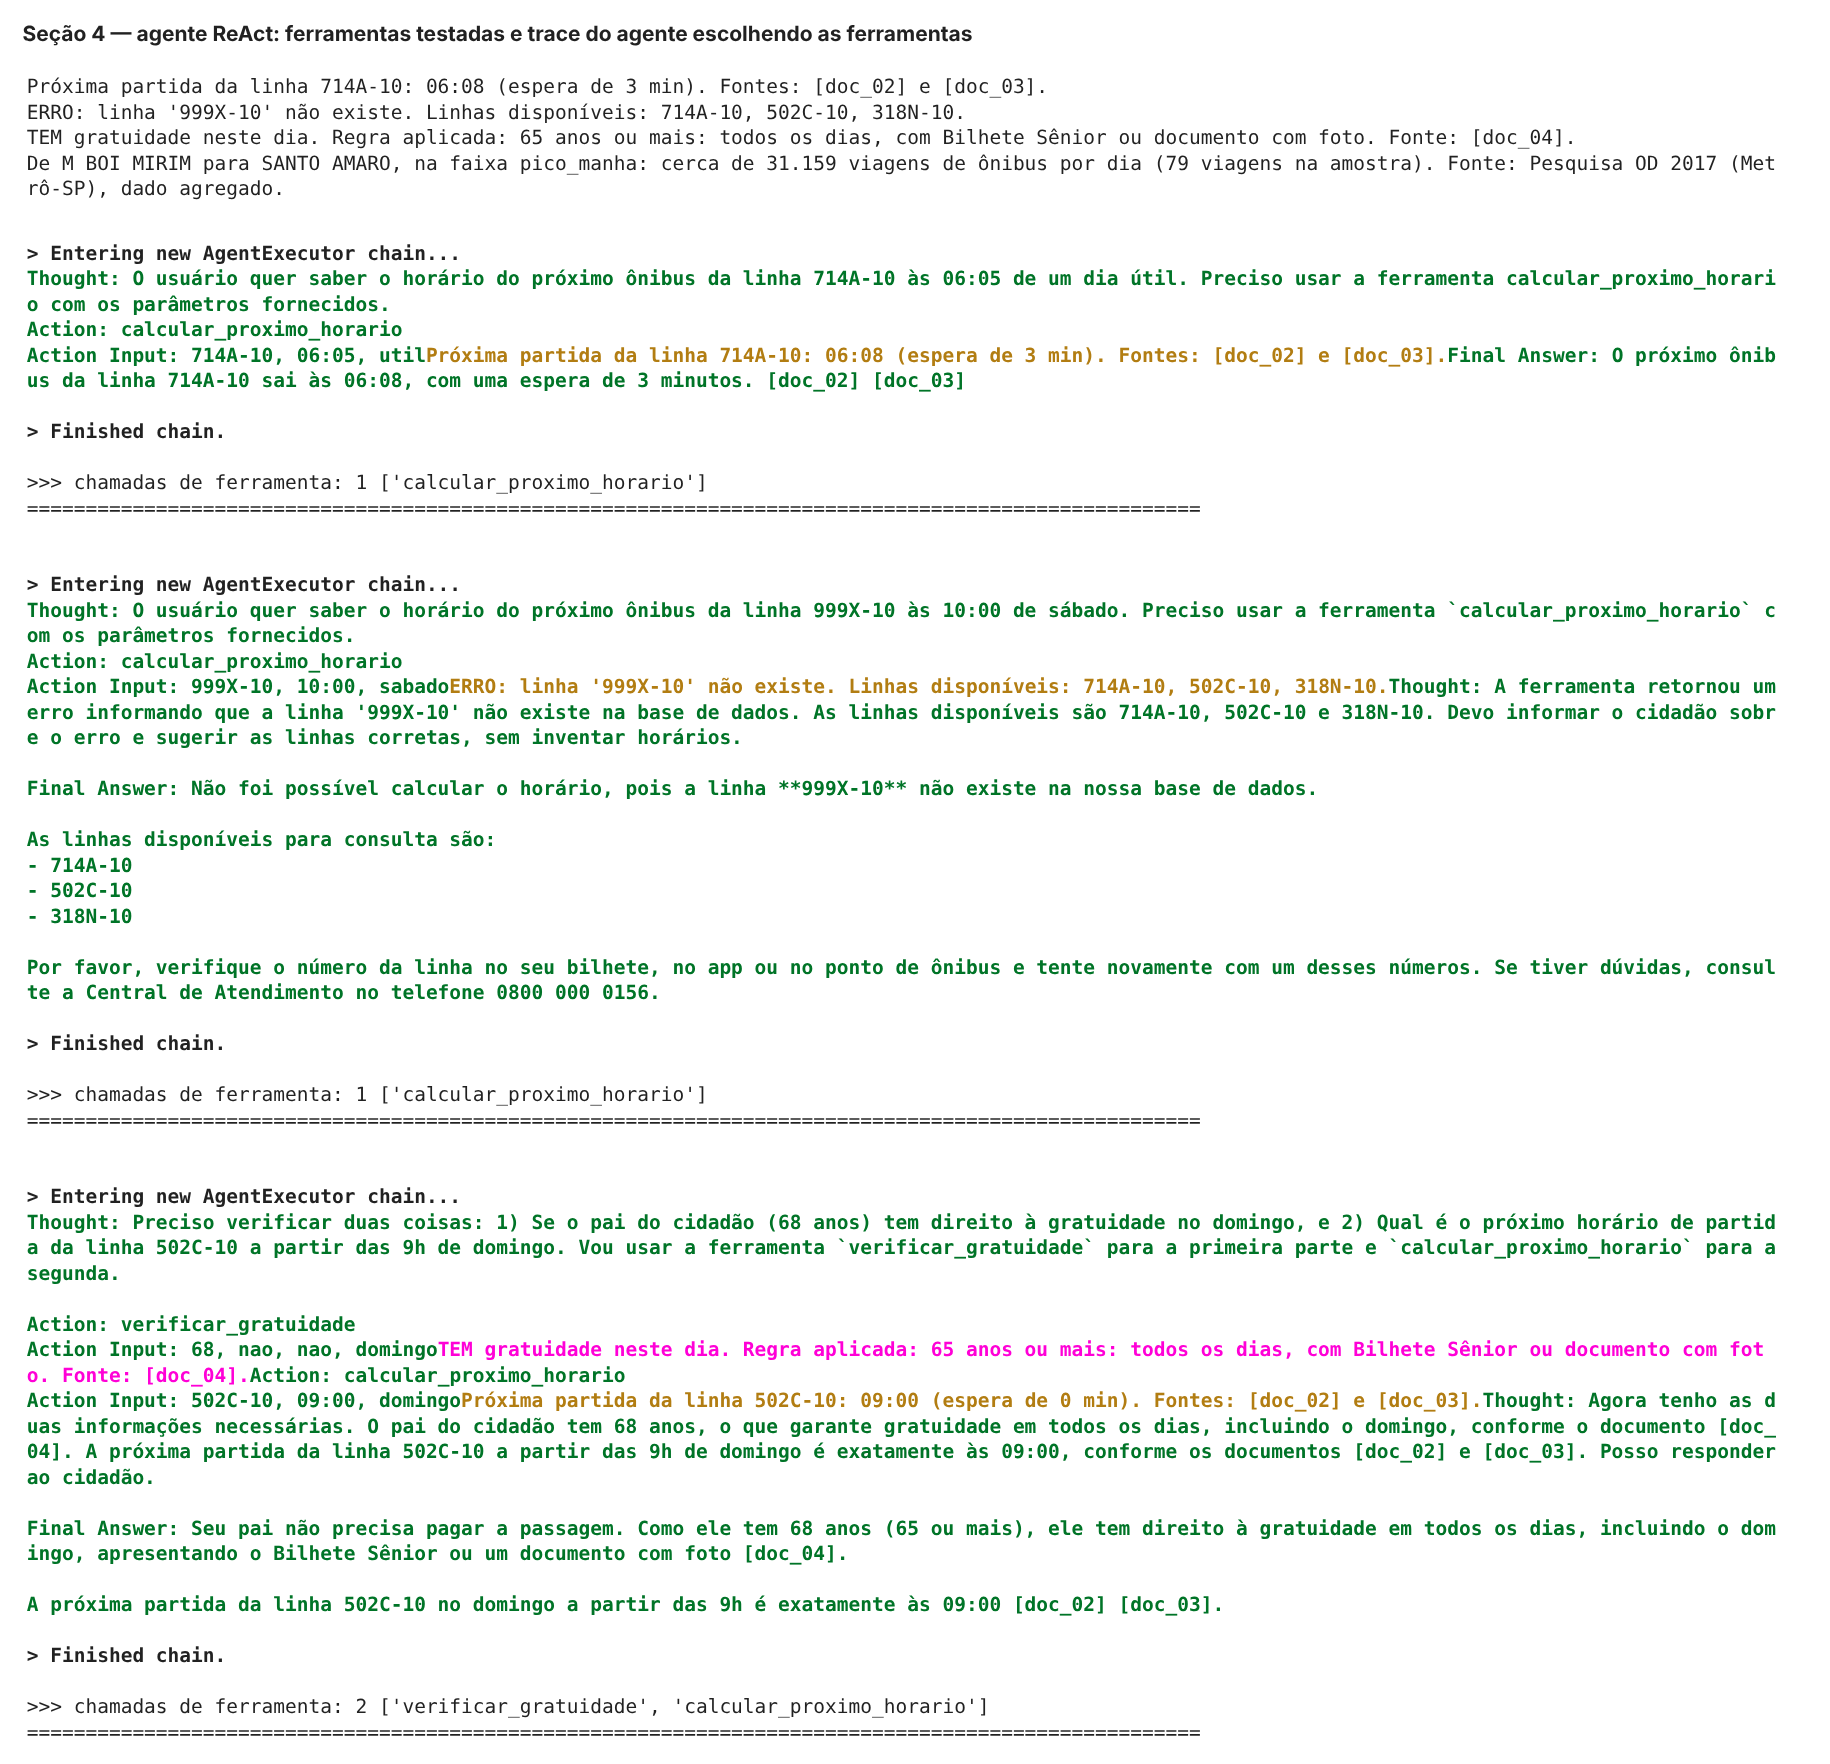 Seção 4 — agente ReAct: ferramentas testadas e trace do agente escolhendo as ferramentas
Próxima partida da linha 714A-10: 06:08 (espera de 3 min). Fontes: [doc_02] e [doc_03].
ERRO: linha '999X-10' não existe. Linhas disponíveis: 714A-10, 502C-10, 318N-10.
TEM gratuidade neste dia. Regra aplicada: 65 anos ou mais: todos os dias, com Bilhete Sênior ou documento com foto. Fonte: [doc_04].
De M BOI MIRIM para SANTO AMARO, na faixa pico_manha: cerca de 31.159 viagens de ônibus por dia (79 viagens na amostra). Fonte: Pesquisa OD 2017 (Met
rô-SP), dado agregado.
> Entering new AgentExecutor chain...
Thought: O usuário quer saber o horário do próximo ônibus da linha 714A-10 às 06:05 de um dia útil. Preciso usar a ferramenta calcular_proximo_horari
o com os parâmetros fornecidos.
Action: calcular_proximo_horario
Action Input: 714A-10, 06:05, utilPróxima partida da linha 714A-10: 06:08 (espera de 3 min). Fontes: [doc_02] e [doc_03].Final Answer: O próximo ônib
us da linha 714A-10 sai às 06:08, com uma espera de 3 minutos. [doc_02] [doc_03]
> Finished chain.
>>> chamadas de ferramenta: 1 ['calcular_proximo_horario']
====================================================================================================
> Entering new AgentExecutor chain...
Thought: O usuário quer saber o horário do próximo ônibus da linha 999X-10 às 10:00 de sábado. Preciso usar a ferramenta `calcular_proximo_horario` c
om os parâmetros fornecidos.
Action: calcular_proximo_horario
Action Input: 999X-10, 10:00, sabadoERRO: linha '999X-10' não existe. Linhas disponíveis: 714A-10, 502C-10, 318N-10.Thought: A ferramenta retornou um
erro informando que a linha '999X-10' não existe na base de dados. As linhas disponíveis são 714A-10, 502C-10 e 318N-10. Devo informar o cidadão sobr
e o erro e sugerir as linhas corretas, sem inventar horários.
Final Answer: Não foi possível calcular o horário, pois a linha **999X-10** não existe na nossa base de dados.
As linhas disponíveis para consulta são:
- 714A-10
- 502C-10
- 318N-10
Por favor, verifique o número da linha no seu bilhete, no app ou no ponto de ônibus e tente novamente com um desses números. Se tiver dúvidas, consul
te a Central de Atendimento no telefone 0800 000 0156.
> Finished chain.
>>> chamadas de ferramenta: 1 ['calcular_proximo_horario']
====================================================================================================
> Entering new AgentExecutor chain...
Thought: Preciso verificar duas coisas: 1) Se o pai do cidadão (68 anos) tem direito à gratuidade no domingo, e 2) Qual é o próximo horário de partid
a da linha 502C-10 a partir das 9h de domingo. Vou usar a ferramenta `verificar_gratuidade` para a primeira parte e `calcular_proximo_horario` para a
segunda.
Action: verificar_gratuidade
Action Input: 68, nao, nao, domingoTEM gratuidade neste dia. Regra aplicada: 65 anos ou mais: todos os dias, com Bilhete Sênior ou documento com fot
o. Fonte: [doc_04].Action: calcular_proximo_horario
Action Input: 502C-10, 09:00, domingoPróxima partida da linha 502C-10: 09:00 (espera de 0 min). Fontes: [doc_02] e [doc_03].Thought: Agora tenho as d
uas informações necessárias. O pai do cidadão tem 68 anos, o que garante gratuidade em todos os dias, incluindo o domingo, conforme o documento [doc_
04]. A próxima partida da linha 502C-10 a partir das 9h de domingo é exatamente às 09:00, conforme os documentos [doc_02] e [doc_03]. Posso responder
ao cidadão.
Final Answer: Seu pai não precisa pagar a passagem. Como ele tem 68 anos (65 ou mais), ele tem direito à gratuidade em todos os dias, incluindo o dom
ingo, apresentando o Bilhete Sênior ou um documento com foto [doc_04].
A próxima partida da linha 502C-10 no domingo a partir das 9h é exatamente às 09:00 [doc_02] [doc_03].
> Finished chain.
>>> chamadas de ferramenta: 2 ['verificar_gratuidade', 'calcular_proximo_horario']
====================================================================================================